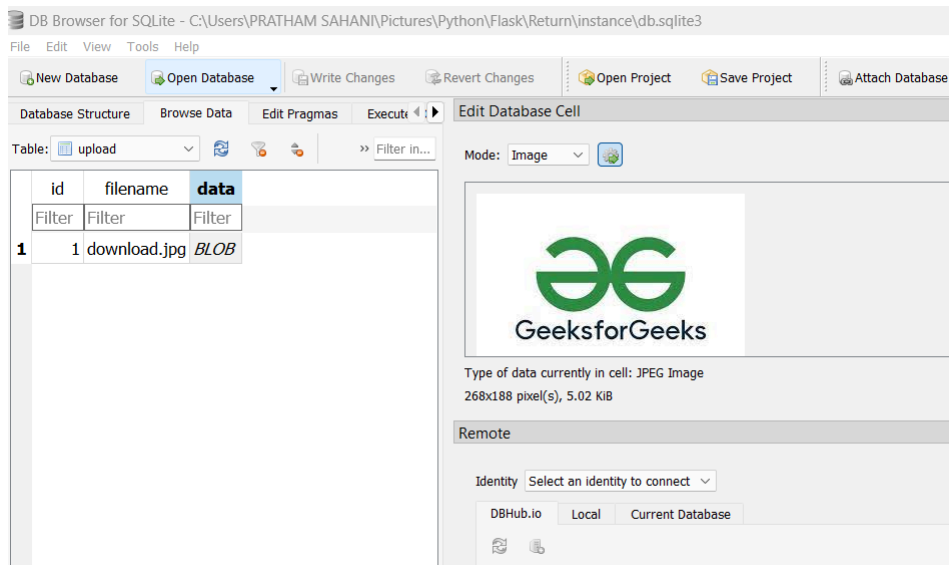 DB Browser for SQLite - C:\Users\PRATHAM SAHANI\Pictures\Python\Flask\Return\instance\db.sqlite3
File Edit View Tools Help
New Database Open Database Write Changes Revert Changes Open Project Save Project Attach Database
Database Structure Browse Data Edit Pragmas Execute
Table: upload Filter in...
id filename data
Filter Filter Filter
1 1 download.jpg BLOB
Edit Database Cell
Mode: Image
GeeksforGeeks
Type of data currently in cell: JPEG Image
268x188 pixel(s), 5.02 KiB
Remote
Identity Select an identity to connect
DBHub.io Local Current Database